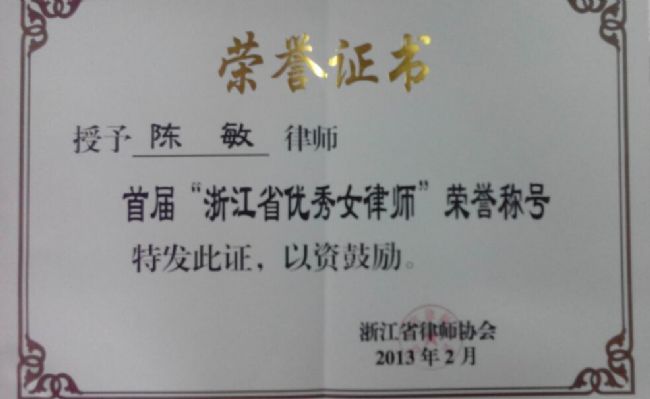 荣誉证书
授予 陈 敏 律师
首届“浙江省优秀女律师”荣誉称号
特发此证，以资鼓励。
浙江省律师协会
2013年2月